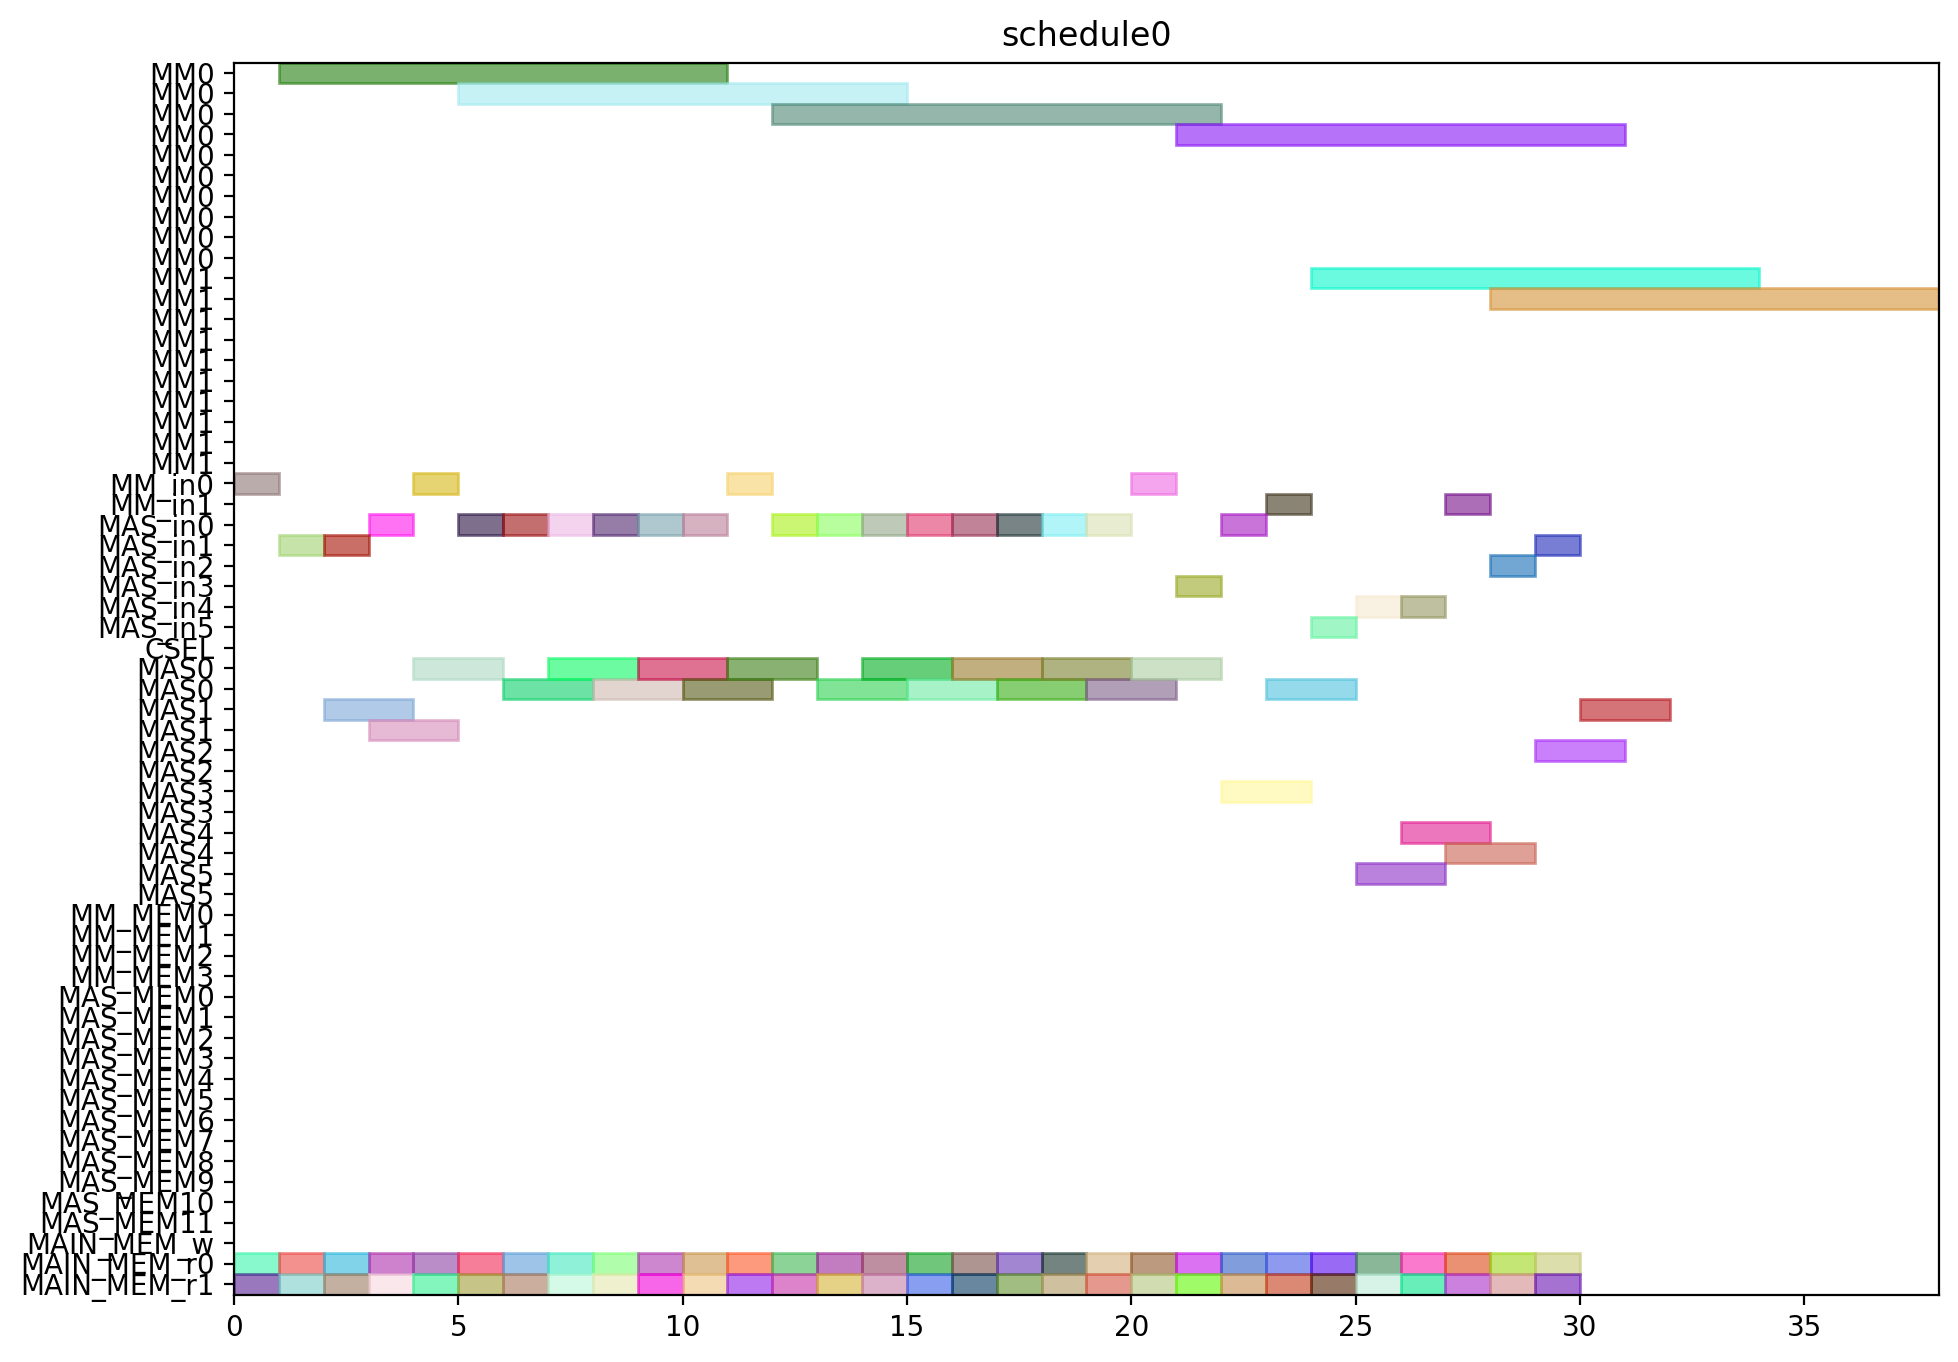 schedule0
MM0
MM0
MM0
MM0
MM0
MM0
MM0
MM0
MM0
MM0
MM1
MM1
MM1
MM1
MM1
MM1
MM1
MM1
MM1
MM1
MM_in0
MM_in1
MAS_in0
MAS_in1
MAS_in2
MAS_in3
MAS_in4
MAS_in5
CSEL
MAS0
MAS0
MAS1
MAS1
MAS2
MAS2
MAS3
MAS3
MAS4
MAS4
MAS5
MAS5
MM_MEM0
MM_MEM1
MM_MEM2
MM_MEM3
MAS_MEM0
MAS_MEM1
MAS_MEM2
MAS_MEM3
MAS_MEM4
MAS_MEM5
MAS_MEM6
MAS_MEM7
MAS_MEM8
MAS_MEM9
MAS_MEM10
MAS_MEM11
MAIN_MEM_w
MAIN_MEM_r0
MAIN_MEM_r1
0 5 10 15 20 25 30 35